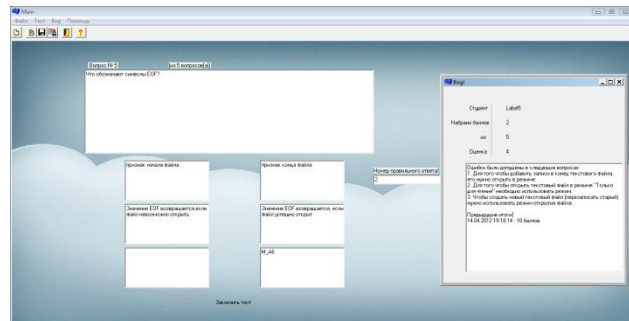 Main
Файл Тест Вид Помощь
Вопрос № 5 из 5 вопросов(а)
Что обозначают символы EOF?
признак начала файла
признак конца файла
Номер правильного ответа
2
Значение EOF возвращается, если файл невозможно открыть
Значение EOF возвращается, если файл успешно открыт
M_A6
Закончить тест
Itogi
Студент Label5
Набрано баллов 2
из 5
Оценка 4
Ошибки были допущены в следующих вопросах:
1. Для того чтобы добавить записи в конец текстового файла,
его нужно открыть в режиме:
2. Для того чтобы открыть текстовый файл в режиме "Только
для чтения" необходимо использовать режим:
3. Чтобы создать новый текстовый файл (перезаписать старый)
нужно использовать режим открытия файла:
Предыдущие итоги
14.04.2012 19:18:14 - 10 баллов.